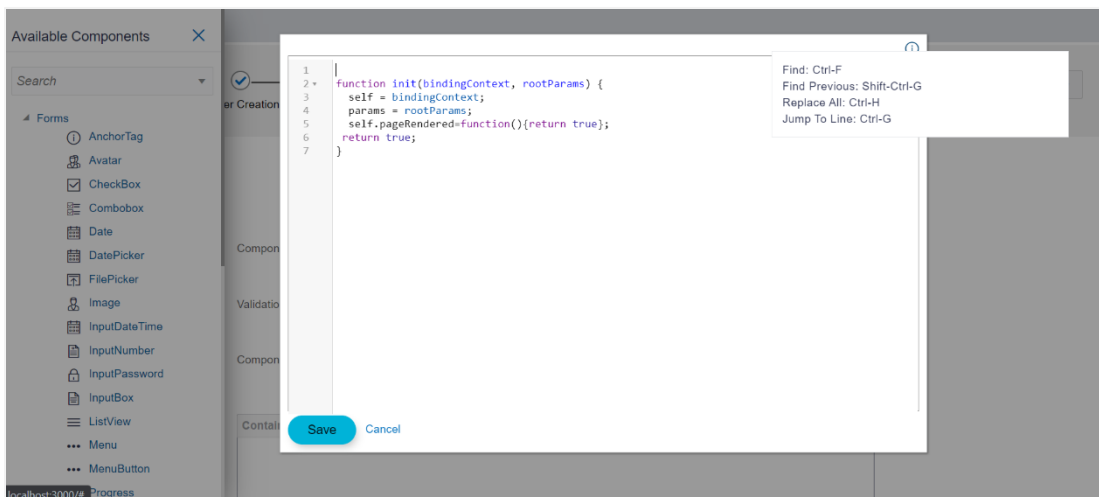 Available Components
Search
Forms
AnchorTag
Avatar
CheckBox
Combobox
Date
DatePicker
FilePicker
Image
InputDateTime
InputNumber
InputPassword
InputBox
ListView
Menu
MenuButton
Progress
localhost:3000/#
er Creation
Compon
Validatio
Compon
Contai
1
2 function init(bindingContext, rootParams) {
3 self = bindingContext;
4 params = rootParams;
5 self.pageRendered=function(){return true};
6 return true;
7 }
Find: Ctrl-F
Find Previous: Shift-Ctrl-G
Replace All: Ctrl-H
Jump To Line: Ctrl-G
Save
Cancel